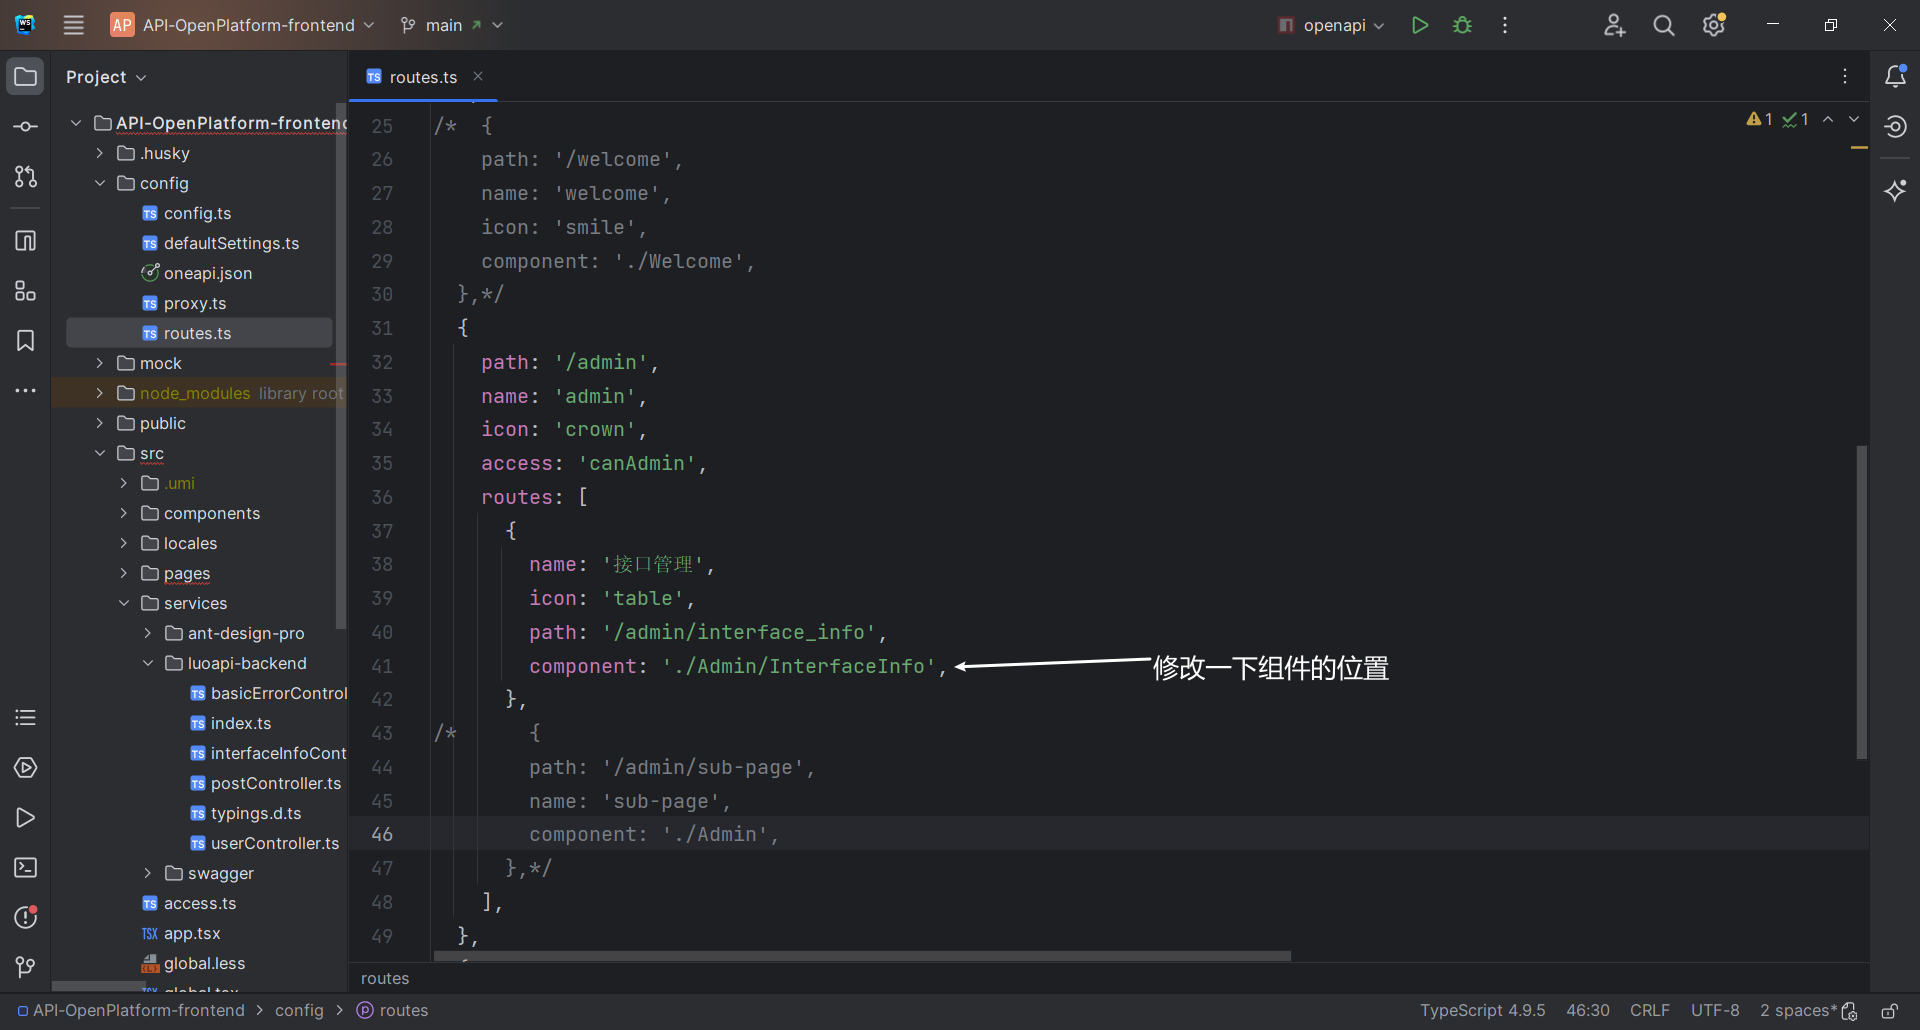 AP API-OpenPlatform-frontend main openapi
Project
routes.ts
API-OpenPlatform-frontend
.husky
config
config.ts
defaultSettings.ts
oneapi.json
proxy.ts
routes.ts
mock
node_modules library root
public
src
.umi
components
locales
pages
services
ant-design-pro
luoapi-backend
basicErrorControl
index.ts
interfaceInfoCont
postController.ts
typings.d.ts
userController.ts
swagger
access.ts
app.tsx
global.less
global.tsx
1 1
25 /* {
26 path: '/welcome',
27 name: 'welcome',
28 icon: 'smile',
29 component: './Welcome',
30 },*/
31 {
32 path: '/admin',
33 name: 'admin',
34 icon: 'crown',
35 access: 'canAdmin',
36 routes: [
37 {
38 name: '接口管理',
39 icon: 'table',
40 path: '/admin/interface_info',
41 component: './Admin/InterfaceInfo', 修改一下组件的位置
42 },
43 /* {
44 path: '/admin/sub-page',
45 name: 'sub-page',
46 component: './Admin',
47 },*/
48 ],
49 },
routes
API-OpenPlatform-frontend > config > routes
TypeScript 4.9.5 46:30 CRLF UTF-8 2 spaces*